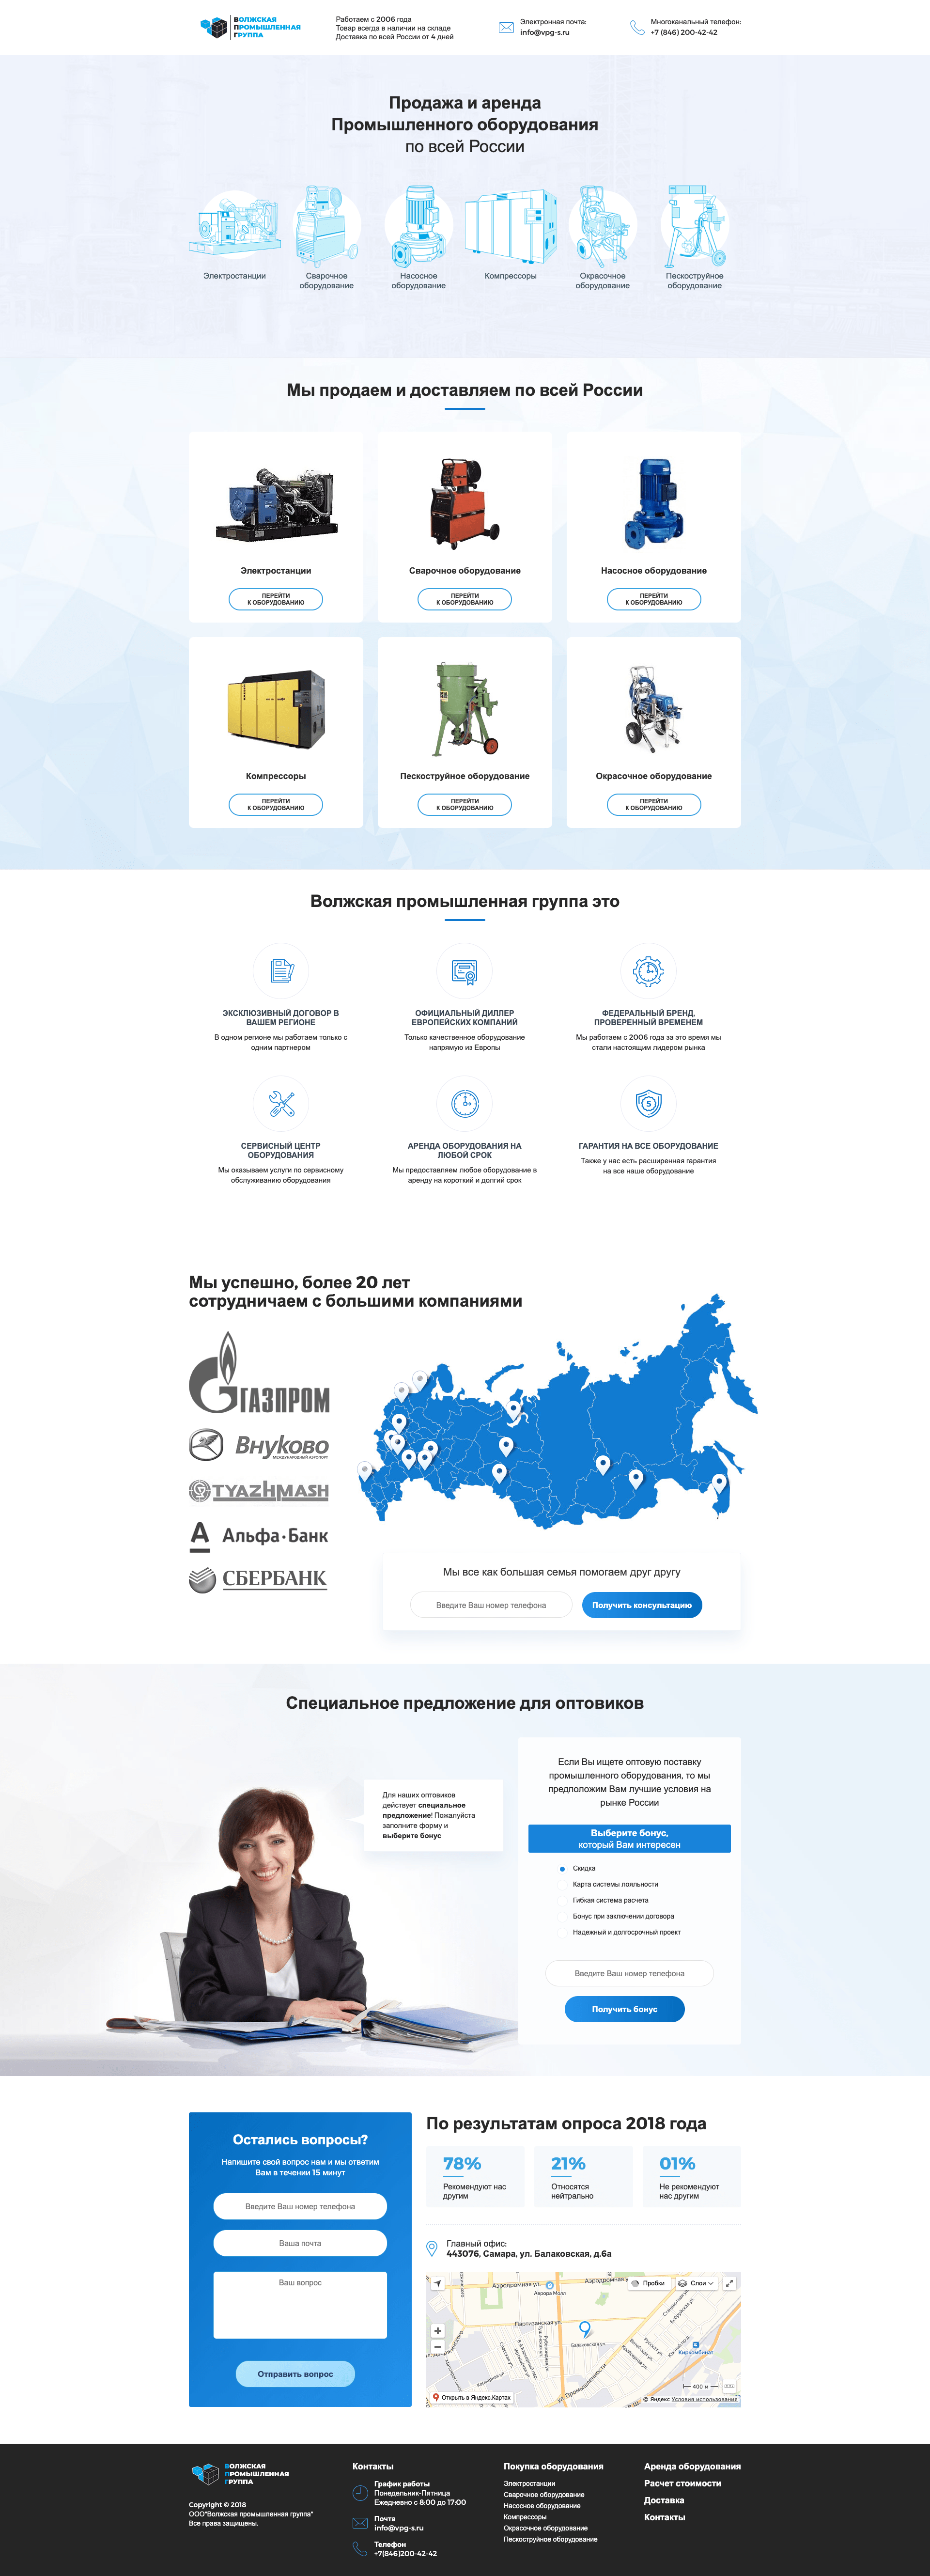 ВОЛЖСКАЯ
ПРОМЫШЛЕННАЯ
ГРУППА
Работаем с 2006 года
Товар всегда в наличии на складе
Доставка по всей России от 4 дней
Электронная почта:
info@vpg-s.ru
Многоканальный телефон:
+7 (846) 200-42-42
Продажа и аренда
Промышленного оборудования
по всей России
Электростанции
Сварочное
оборудование
Насосное
оборудование
Компрессоры
Окрасочное
оборудование
Пескоструйное
оборудование
Мы продаем и доставляем по всей России
Электростанции
ПЕРЕЙТИ
К ОБОРУДОВАНИЮ
Сварочное оборудование
ПЕРЕЙТИ
К ОБОРУДОВАНИЮ
Насосное оборудование
ПЕРЕЙТИ
К ОБОРУДОВАНИЮ
Компрессоры
ПЕРЕЙТИ
К ОБОРУДОВАНИЮ
Пескоструйное оборудование
ПЕРЕЙТИ
К ОБОРУДОВАНИЮ
Окрасочное оборудование
ПЕРЕЙТИ
К ОБОРУДОВАНИЮ
Волжская промышленная группа это
ЭКСКЛЮЗИВНЫЙ ДОГОВОР В
ВАШЕМ РЕГИОНЕ
В одном регионе мы работаем только с
одним партнером
ОФИЦИАЛЬНЫЙ ДИЛЛЕР
ЕВРОПЕЙСКИХ КОМПАНИЙ
Только качественное оборудование
напрямую из Европы
ФЕДЕРАЛЬНЫЙ БРЕНД,
ПРОВЕРЕННЫЙ ВРЕМЕНЕМ
Мы работаем с 2006 года за это время мы
стали настоящим лидером рынка
СЕРВИСНЫЙ ЦЕНТР
ОБОРУДОВАНИЯ
Мы оказываем услуги по сервисному
обслуживанию оборудования
АРЕНДА ОБОРУДОВАНИЯ НА
ЛЮБОЙ СРОК
Мы предоставляем любое оборудование в
аренду на короткий и долгий срок
5
ГАРАНТИЯ НА ВСЕ ОБОРУДОВАНИЕ
Также у нас есть расширенная гарантия
на все наше оборудование
Мы успешно, более 20 лет
сотрудничаем с большими компаниями
ГАЗПРОМ
Внуково
МЕЖДУНАРОДНЫЙ АЭРОПОРТ
TYAZHMASH
Альфа·Банк
СБЕРБАНК
Мы все как большая семья помогаем друг другу
Введите Ваш номер телефона
Получить консультацию
Специальное предложение для оптовиков
Для наших оптовиков
действует специальное
предложение! Пожалуйста
заполните форму и
выберите бонус
Если Вы ищете оптовую поставку
промышленного оборудования, то мы
предположим Вам лучшие условия на
рынке России
Выберите бонус,
который Вам интересен
Скидка
Карта системы лояльности
Гибкая система расчета
Бонус при заключении договора
Надежный и долгосрочный проект
Введите Ваш номер телефона
Получить бонус
Остались вопросы?
Напишите свой вопрос нам и мы ответим
Вам в течении 15 минут
Введите Ваш номер телефона
Ваша почта
Ваш вопрос
Отправить вопрос
По результатам опроса 2018 года
78%
Рекомендуют нас
другим
21%
Относятся
нейтрально
01%
Не рекомендуют
нас другим
Главный офис:
443076, Самара, ул. Балаковская, д.6а
Аэродромная ул.
Аврора Молл
Аэродромная у
Пробки
Слои
Партизанская ул.
Балаковская ул.
ул. Промышленности
Киркомбинат
400 м
Открыть в Яндекс.Картах
© Яндекс Условия использования
ВОЛЖСКАЯ
ПРОМЫШЛЕННАЯ
ГРУППА
Copyright © 2018
ООО"Волжская промышленная группа"
Все права защищены.
Контакты
График работы
Понедельник-Пятница
Ежедневно с 8:00 до 17:00
Почта
info@vpg-s.ru
Телефон
+7(846)200-42-42
Покупка оборудования
Электростанции
Сварочное оборудование
Насосное оборудование
Компрессоры
Окрасочное оборудование
Пескоструйное оборудование
Аренда оборудования
Расчет стоимости
Доставка
Контакты